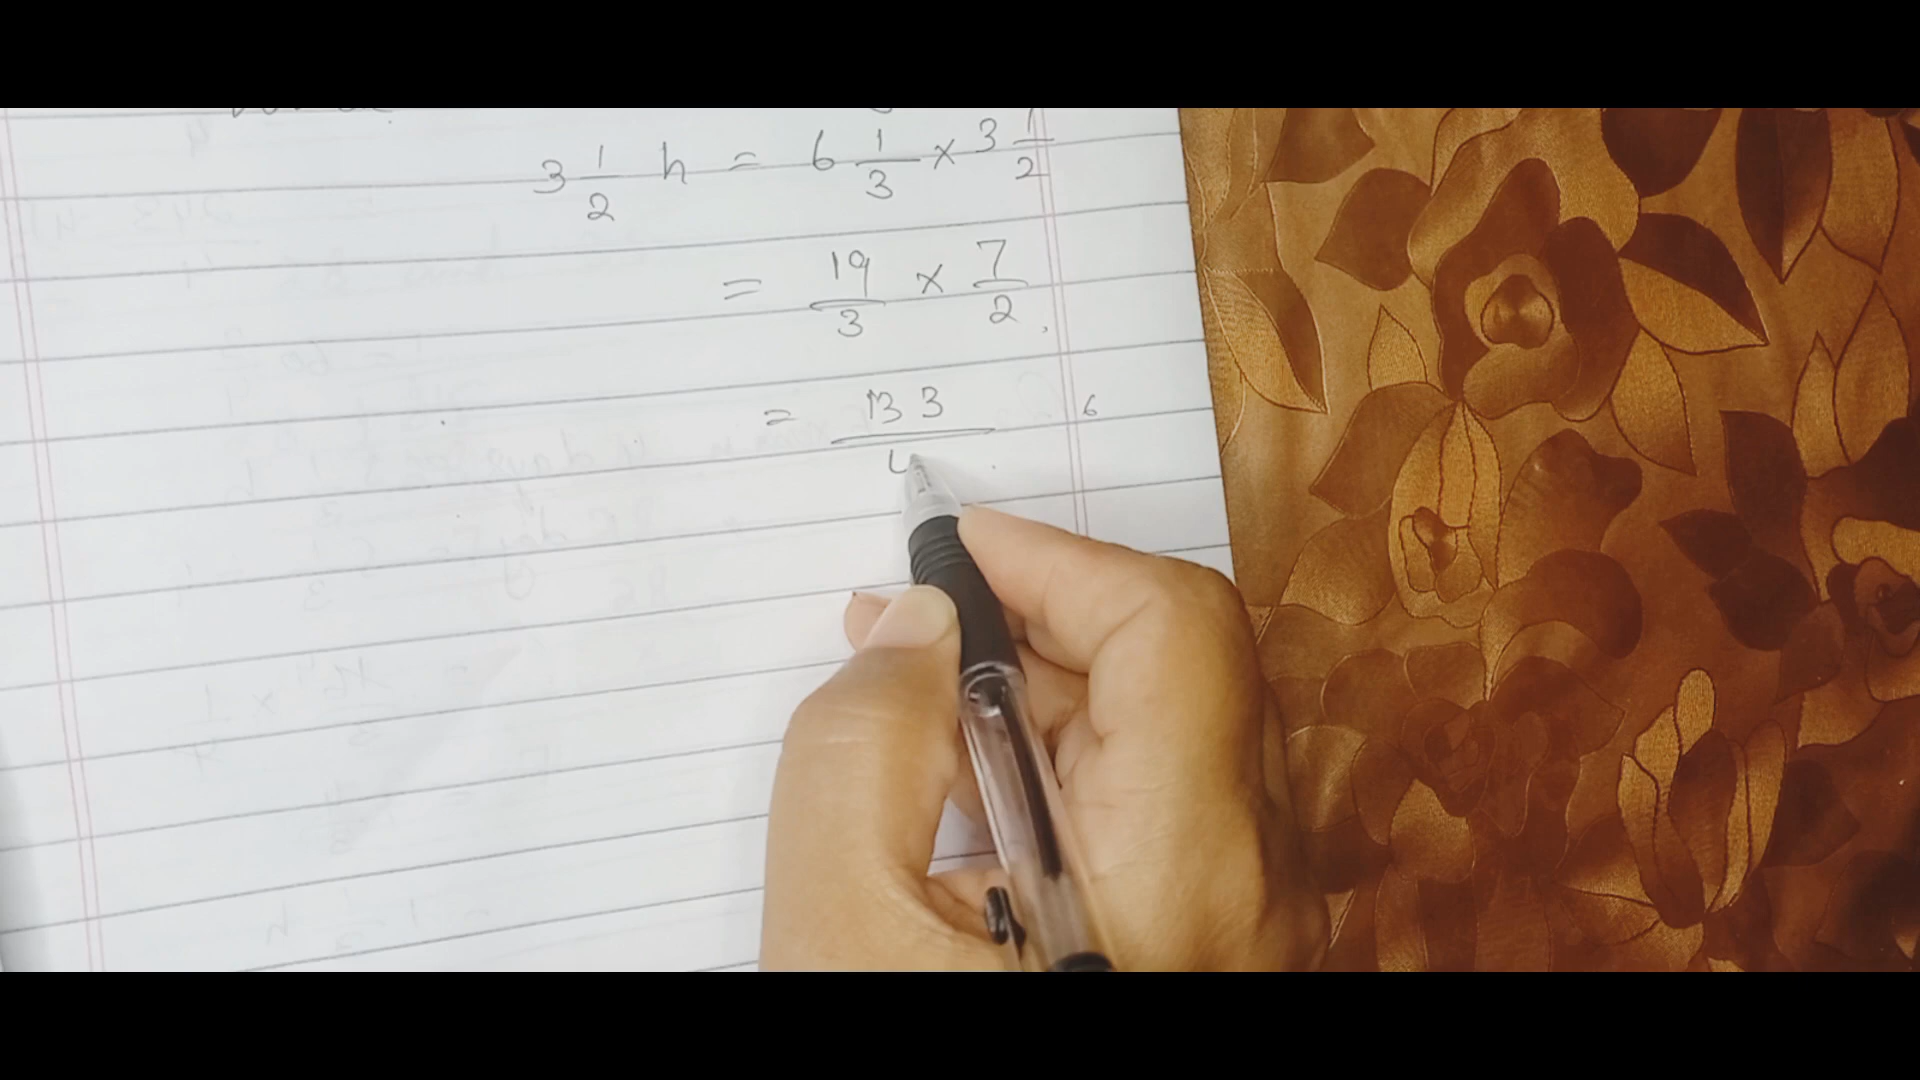 3 1/2 h = 6 1/3 × 3 1/2
= 19/3 × 7/2
= 133/
6